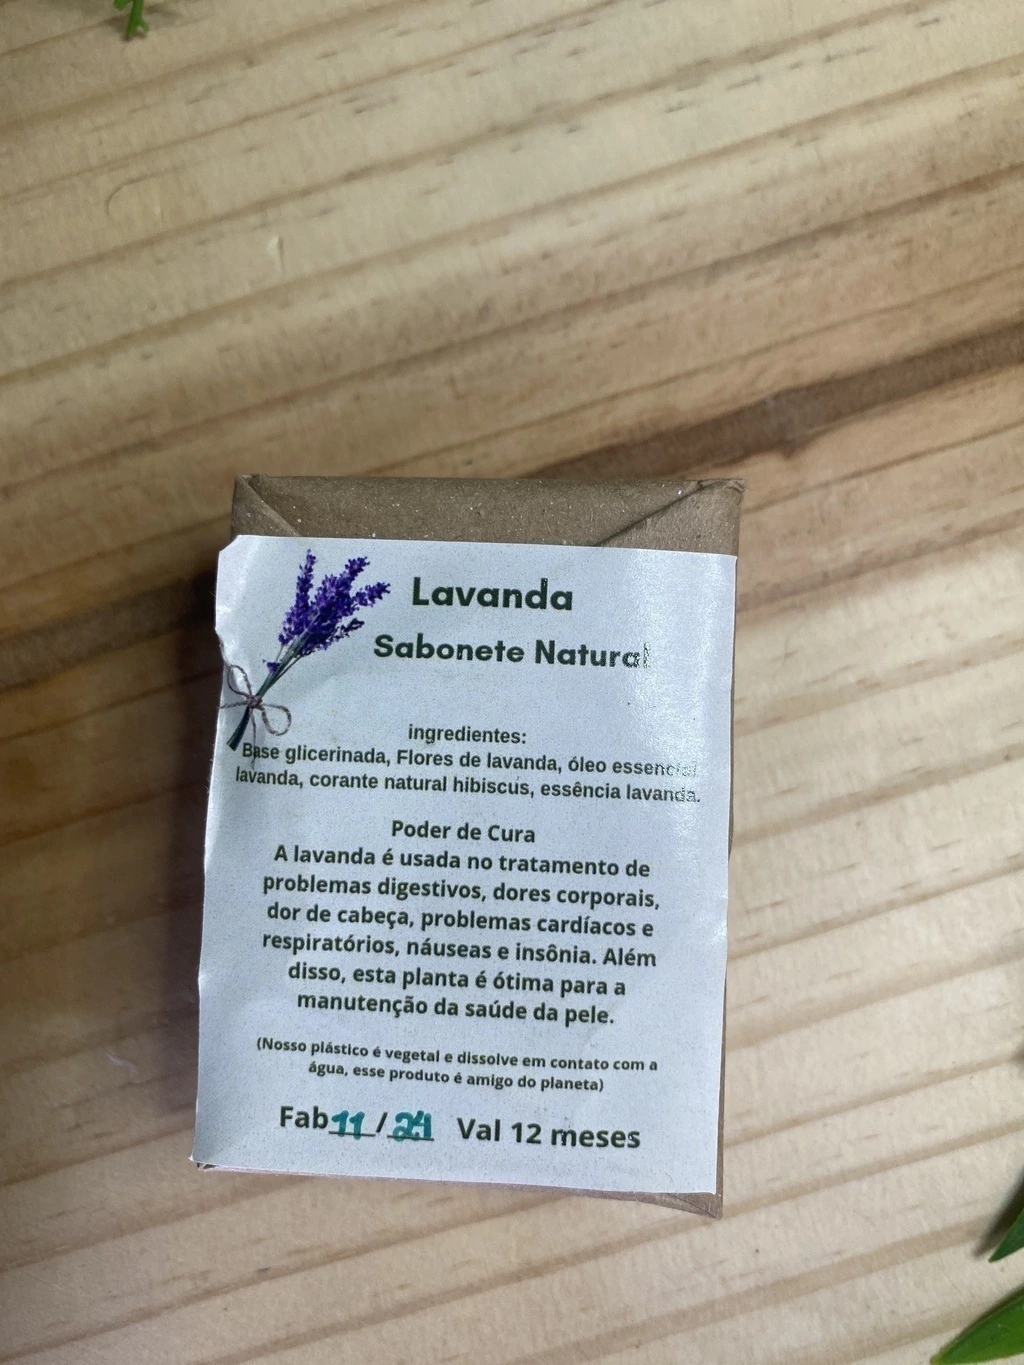 Lavanda
Sabonete Natural
ingredientes:
Base glicerinada, Flores de lavanda, óleo essencial
lavanda, corante natural hibiscus, essência lavanda.
Poder de Cura
A lavanda é usada no tratamento de
problemas digestivos, dores corporais,
dor de cabeça, problemas cardíacos e
respiratórios, náuseas e insônia. Além
disso, esta planta é ótima para a
manutenção da saúde da pele.
(Nosso plástico é vegetal e dissolve em contato com a
água, esse produto é amigo do planeta)
Fab 11 / 24 Val 12 meses